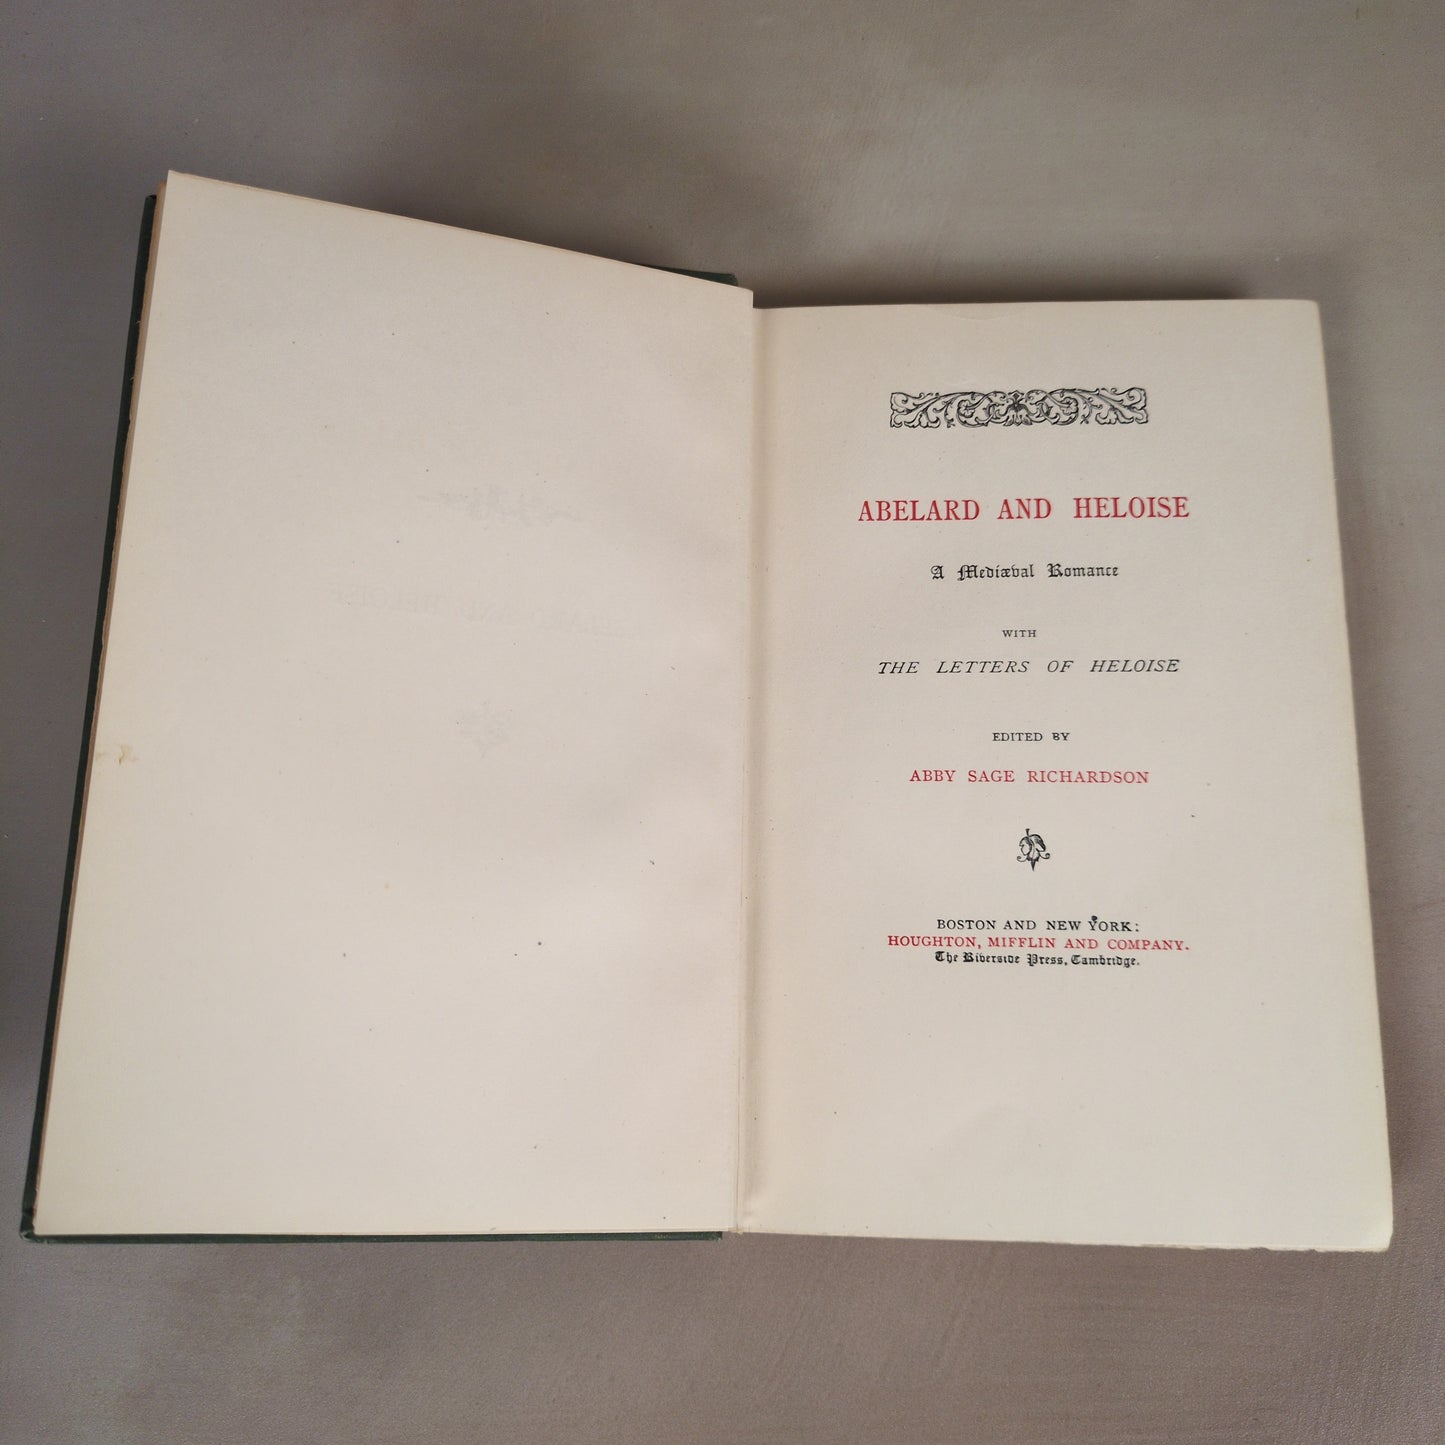 ABELARD AND HELOISE
A Mediæval Romance
WITH
THE LETTERS OF HELOISE
EDITED BY
ABBY SAGE RICHARDSON
BOSTON AND NEW YORK:
HOUGHTON, MIFFLIN AND COMPANY.
The Riverside Press, Cambridge.